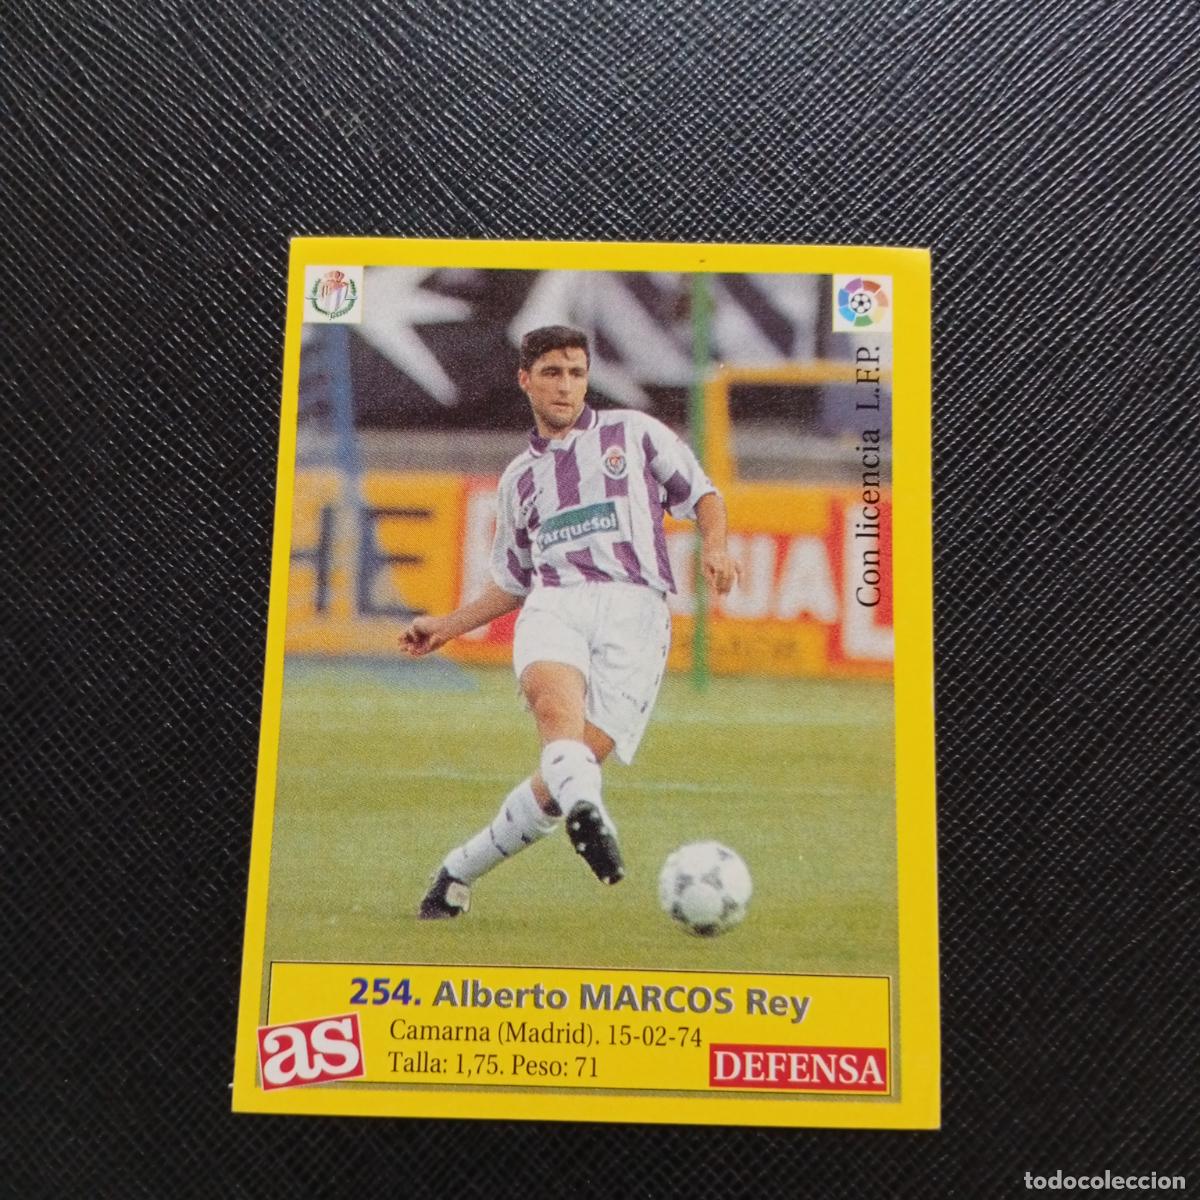 Con licencia L.F.P.
Parquesol
HE
254. Alberto MARCOS Rey
as
Camarna (Madrid). 15-02-74
Talla: 1,75. Peso: 71
DEFENSA
todocoleccion